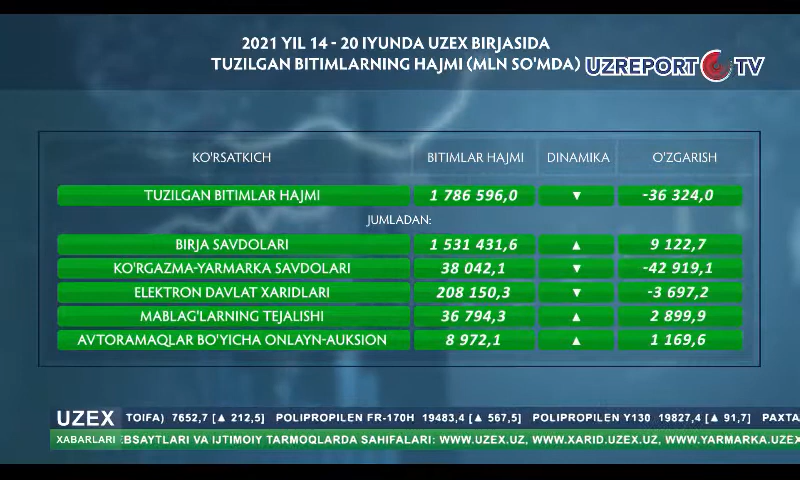 2021 YIL 14 - 20 IYUNDA UZEX BIRJASIDA
TUZILGAN BITIMLARNING HAJMI (MLN SO'MDA)
UZREPORT TV
KO'RSATKICH BITIMLAR HAJMI DINAMIKA O'ZGARISH
TUZILGAN BITIMLAR HAJMI 1 786 596,0 ▼ -36 324,0
JUMLADAN:
BIRJA SAVDOLARI 1 531 431,6 ▲ 9 122,7
KO'RGAZMA-YARMARKA SAVDOLARI 38 042,1 ▼ -42 919,1
ELEKTRON DAVLAT XARIDLARI 208 150,3 ▼ -3 697,2
MABLAG'LARNING TEJALISHI 36 794,3 ▲ 2 899,9
AVTORAMAQLAR BO'YICHA ONLAYN-AUKSION 8 972,1 ▲ 1 169,6
UZEX TOIFA) 7652,7 [▲ 212,5] POLIPROPILEN FR-170H 19483,4 [▲ 567,5] POLIPROPILEN Y130 19827,4 [▲ 91,7] PAXTA
XABARLARI EBSAYTLARI VA IJTIMOIY TARMOQLARDA SAHIFALARI: WWW.UZEX.UZ, WWW.XARID.UZEX.UZ, WWW.YARMARKA.UZEX